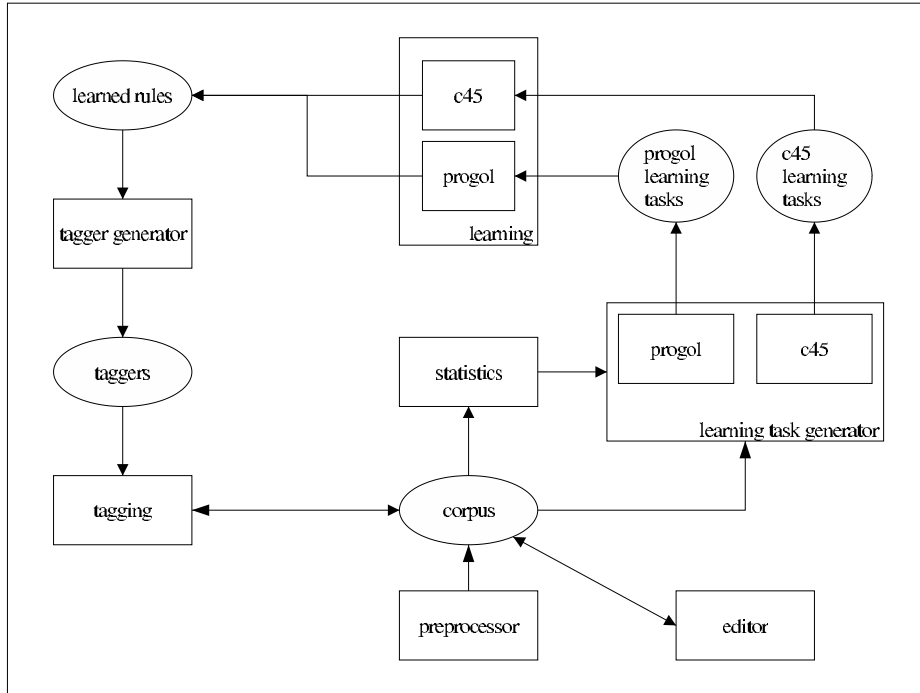 learned rules
c45
progol
learning
progol
learning
tasks
c45
learning
tasks
tagger generator
taggers
statistics
progol
c45
learning task generator
tagging
corpus
preprocessor
editor